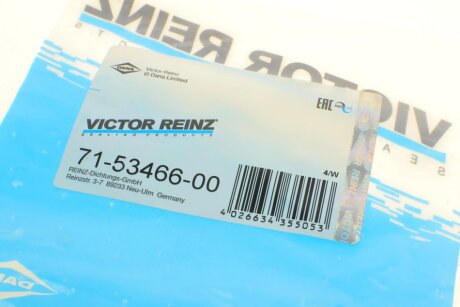 VICTOR REINZ
DANA
Victor Reinz
© Dana Limited
EAC
VICTOR REINZ®
SEALING PRODUCTS
71-53466-00
REINZ-Dichtungs-GmbH
Reinzstr. 3-7 89233 Neu-Ulm Germany
4/W
4 026634 355053
VICTOR REINZ
DANA